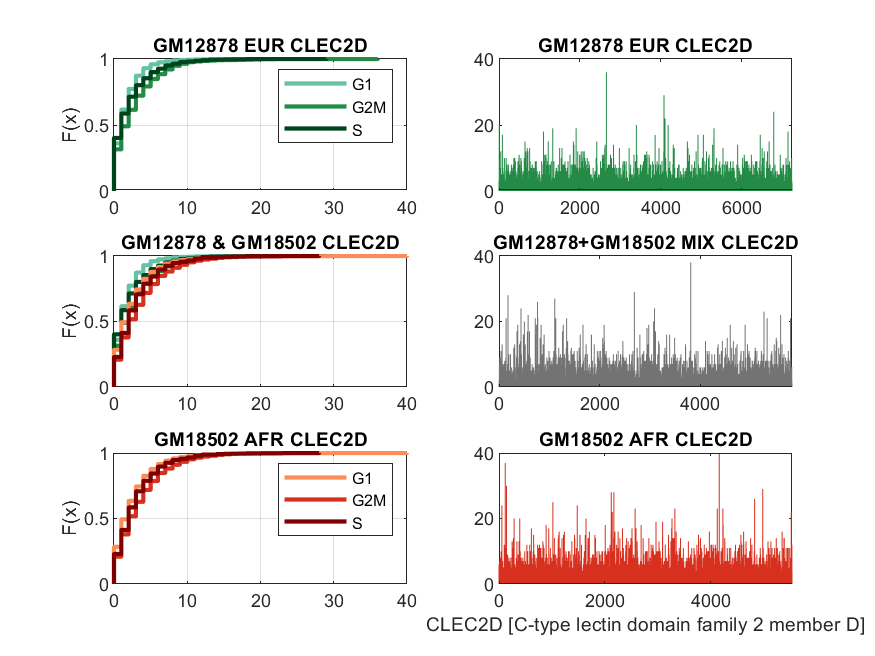 GM12878 EUR CLEC2D
1
0.5
0
F(x)
G1
G2M
S
0 10 20 30 40
GM12878 EUR CLEC2D
40
20
0
0 2000 4000 6000
GM12878 & GM18502 CLEC2D
1
0.5
0
F(x)
0 10 20 30 40
GM12878+GM18502 MIX CLEC2D
40
20
0
0 2000 4000
GM18502 AFR CLEC2D
1
0.5
0
F(x)
G1
G2M
S
0 10 20 30 40
GM18502 AFR CLEC2D
40
20
0
0 2000 4000
CLEC2D [C-type lectin domain family 2 member D]